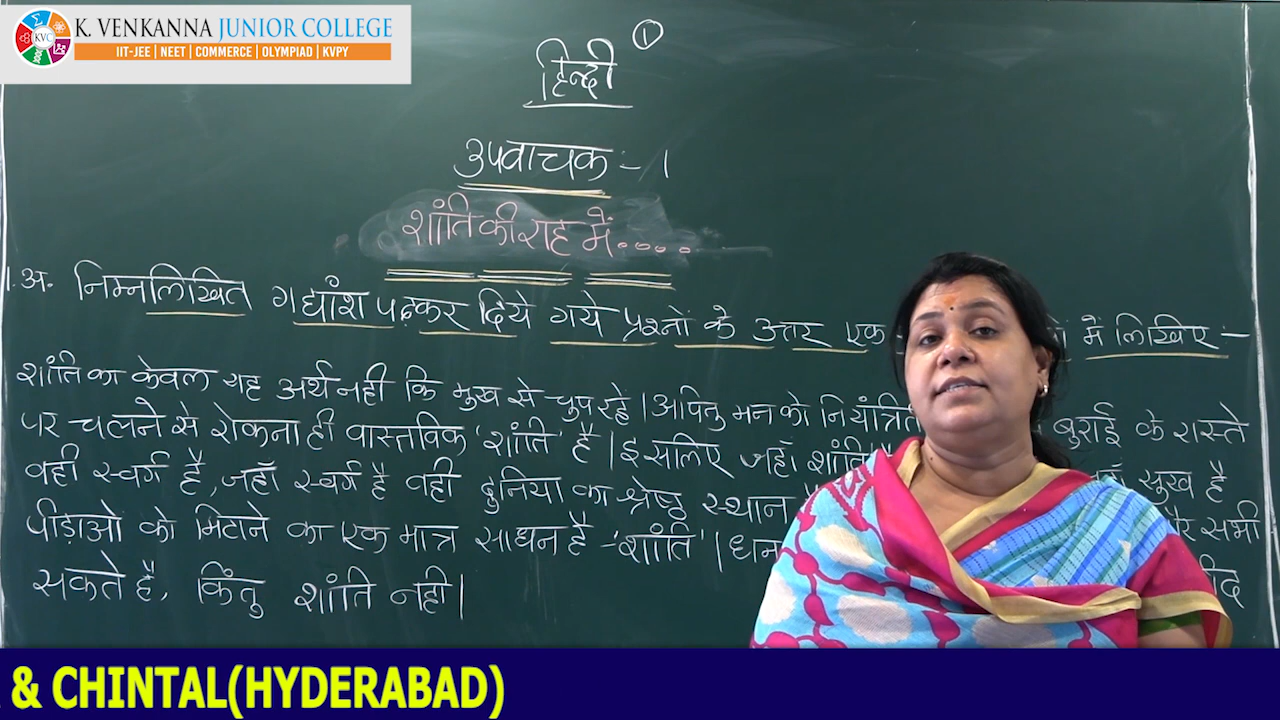 K. VENKANNA JUNIOR COLLEGE
KVC
IIT-JEE | NEET | COMMERCE | OLYMPIAD | KVPY
1
हिन्दी
उपवाचक :- 1
शांति की राह में....
1.अ. निम्नलिखित गद्यांश पढ़कर दिये गये प्रश्नों के उत्तर एक - में लिखिए :-
शांति का केवल यह अर्थ नही कि मुख से चुप रहे । अपितु मन को बुराई के रास्ते
पर चलने से रोकना ही वास्तविक 'शांति' है । इसलिए जहाँ शांति सुख है
वही स्वर्ग है, जहाँ स्वर्ग है वही दुनिया का श्रेष्ठ स्थान सभी
पीड़ाओ को मिटाने का एक मात्र साधन है - 'शांति' ।
सकते है, किंतु शांति नही ।
& CHINTAL(HYDERABAD)